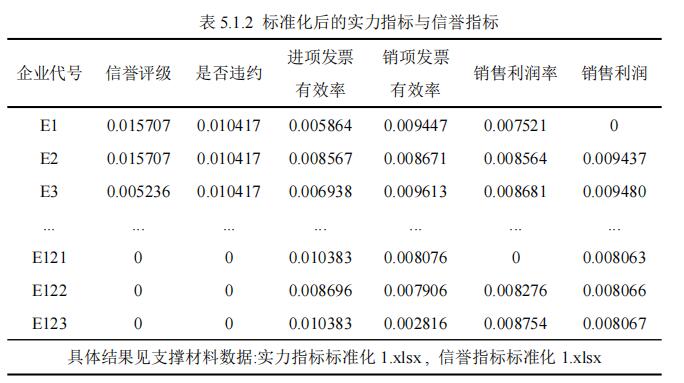 表 5.1.2 标准化后的实力指标与信誉指标
企业代号 信誉评级 是否违约 进项发票有效率 销项发票有效率 销售利润率 销售利润
E1 0.015707 0.010417 0.005864 0.009447 0.007521 0
E2 0.015707 0.010417 0.008567 0.008671 0.008564 0.009437
E3 0.005236 0.010417 0.006938 0.009613 0.008681 0.009480
... ... ... ... ... ... ...
E121 0 0 0.010383 0.008076 0 0.008063
E122 0 0 0.008696 0.007906 0.008276 0.008066
E123 0 0 0.010383 0.002816 0.008754 0.008067
具体结果见支撑材料数据:实力指标标准化 1.xlsx , 信誉指标标准化 1.xlsx